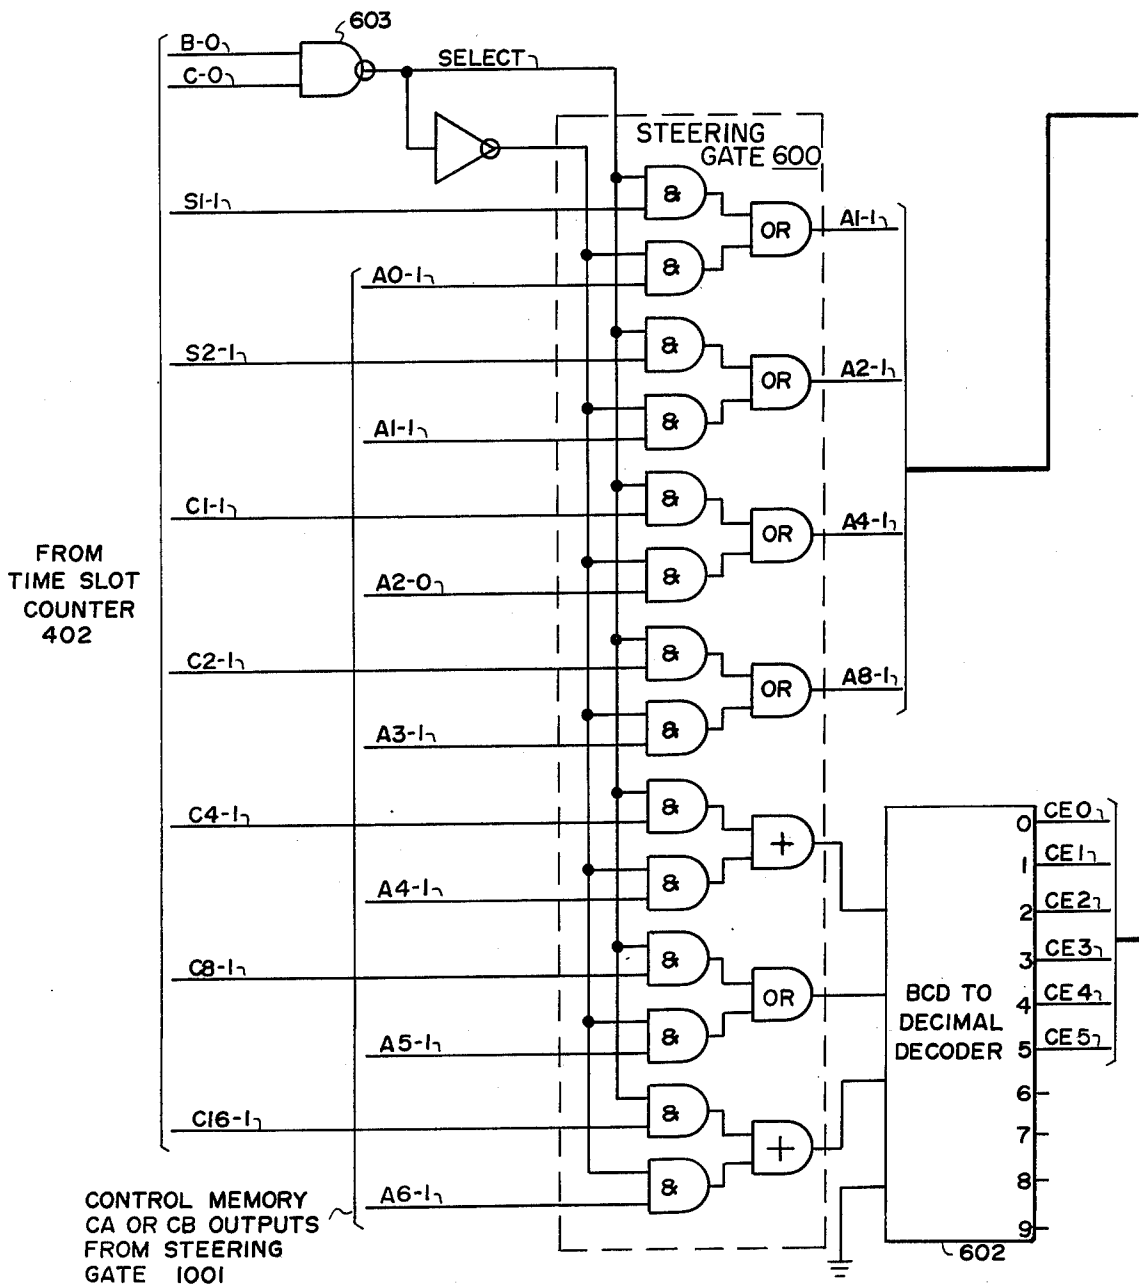 603
B-0
C-0
SELECT
STEERING
GATE 600
&
S1-1
OR
A1-1
&
A0-1
&
S2-1
OR
A2-1
&
A1-1
&
C1-1
OR
A4-1
&
A2-0
FROM
TIME SLOT
COUNTER
402
&
C2-1
OR
A8-1
&
A3-1
&
C4-1
+
&
A4-1
&
C8-1
OR
&
A5-1
&
C16-1
+
&
A6-1
BCD TO
DECIMAL
DECODER
0 CE0
1 CE1
2 CE2
3 CE3
4 CE4
5 CE5
6
7
8
9
602
CONTROL MEMORY
CA OR CB OUTPUTS
FROM STEERING
GATE 1001